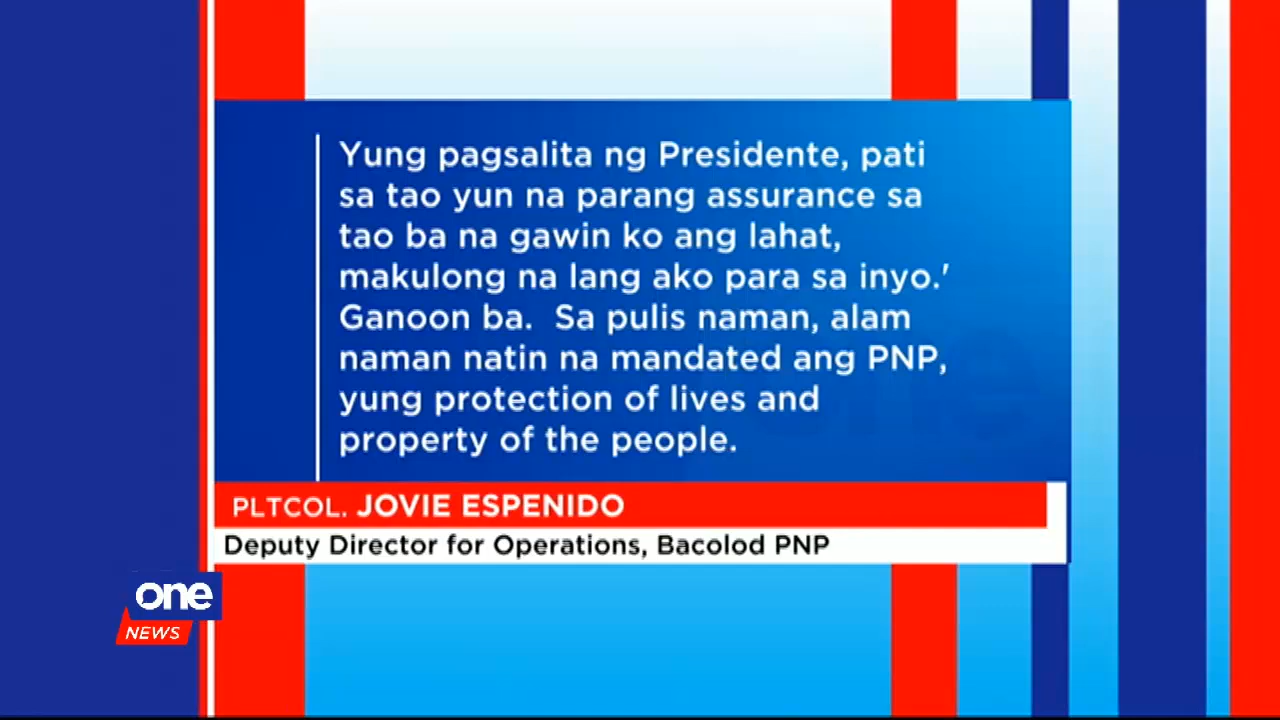 Yung pagsalita ng Presidente, pati
sa tao yun na parang assurance sa
tao ba na gawin ko ang lahat,
makulong na lang ako para sa inyo.'
Ganoon ba. Sa pulis naman, alam
naman natin na mandated ang PNP,
yung protection of lives and
property of the people.
PLTCOL. JOVIE ESPENIDO
Deputy Director for Operations, Bacolod PNP
one
NEWS